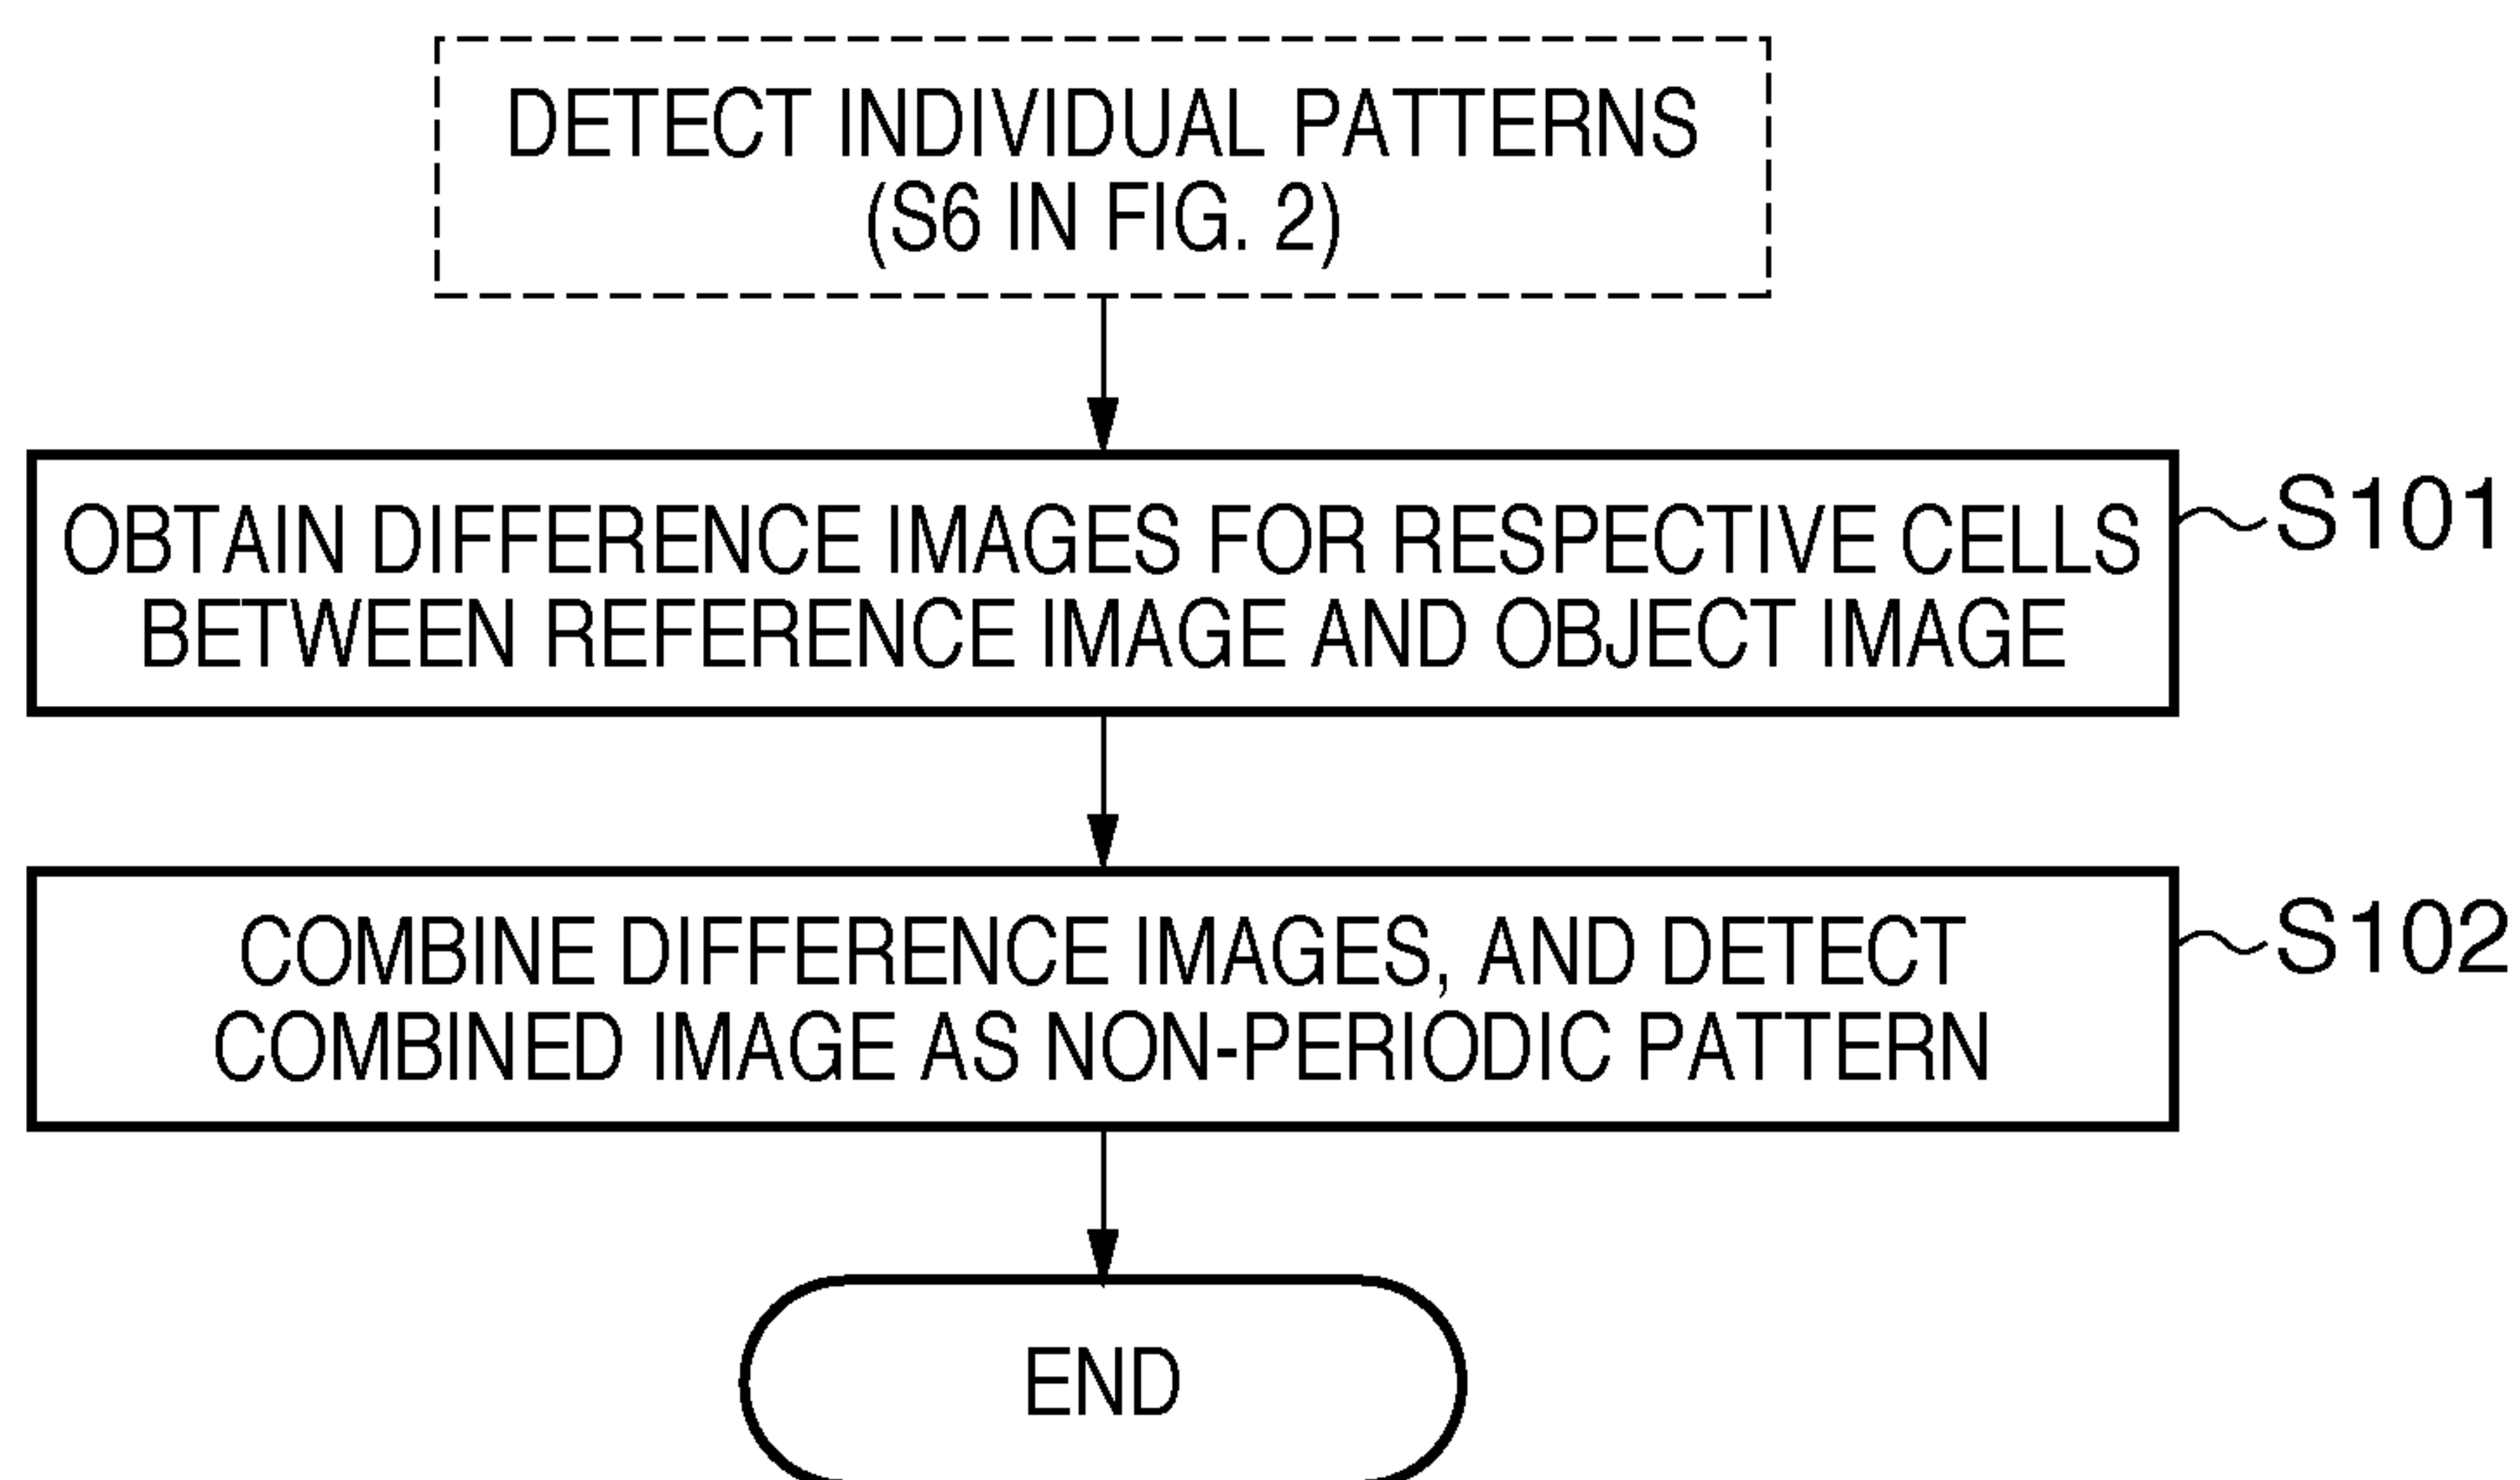 DETECT INDIVIDUAL PATTERNS
(S6 IN FIG. 2)
OBTAIN DIFFERENCE IMAGES FOR RESPECTIVE CELLS
BETWEEN REFERENCE IMAGE AND OBJECT IMAGE
S101
COMBINE DIFFERENCE IMAGES, AND DETECT
COMBINED IMAGE AS NON-PERIODIC PATTERN
S102
END